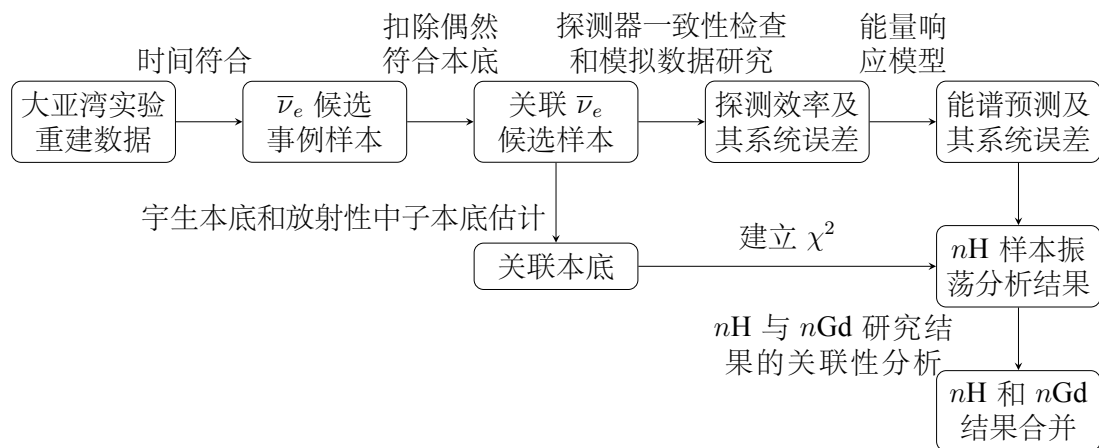 时间符合
扣除偶然
符合本底
探测器一致性检查
和模拟数据研究
能量响
应模型
大亚湾实验
重建数据
ν̅ₑ 候选
事例样本
关联 ν̅ₑ
候选样本
探测效率及
其系统误差
能谱预测及
其系统误差
宇生本底和放射性中子本底估计
建立 χ²
关联本底
nH 样本振
荡分析结果
nH 与 nGd 研究结
果的关联性分析
nH 和 nGd
结果合并